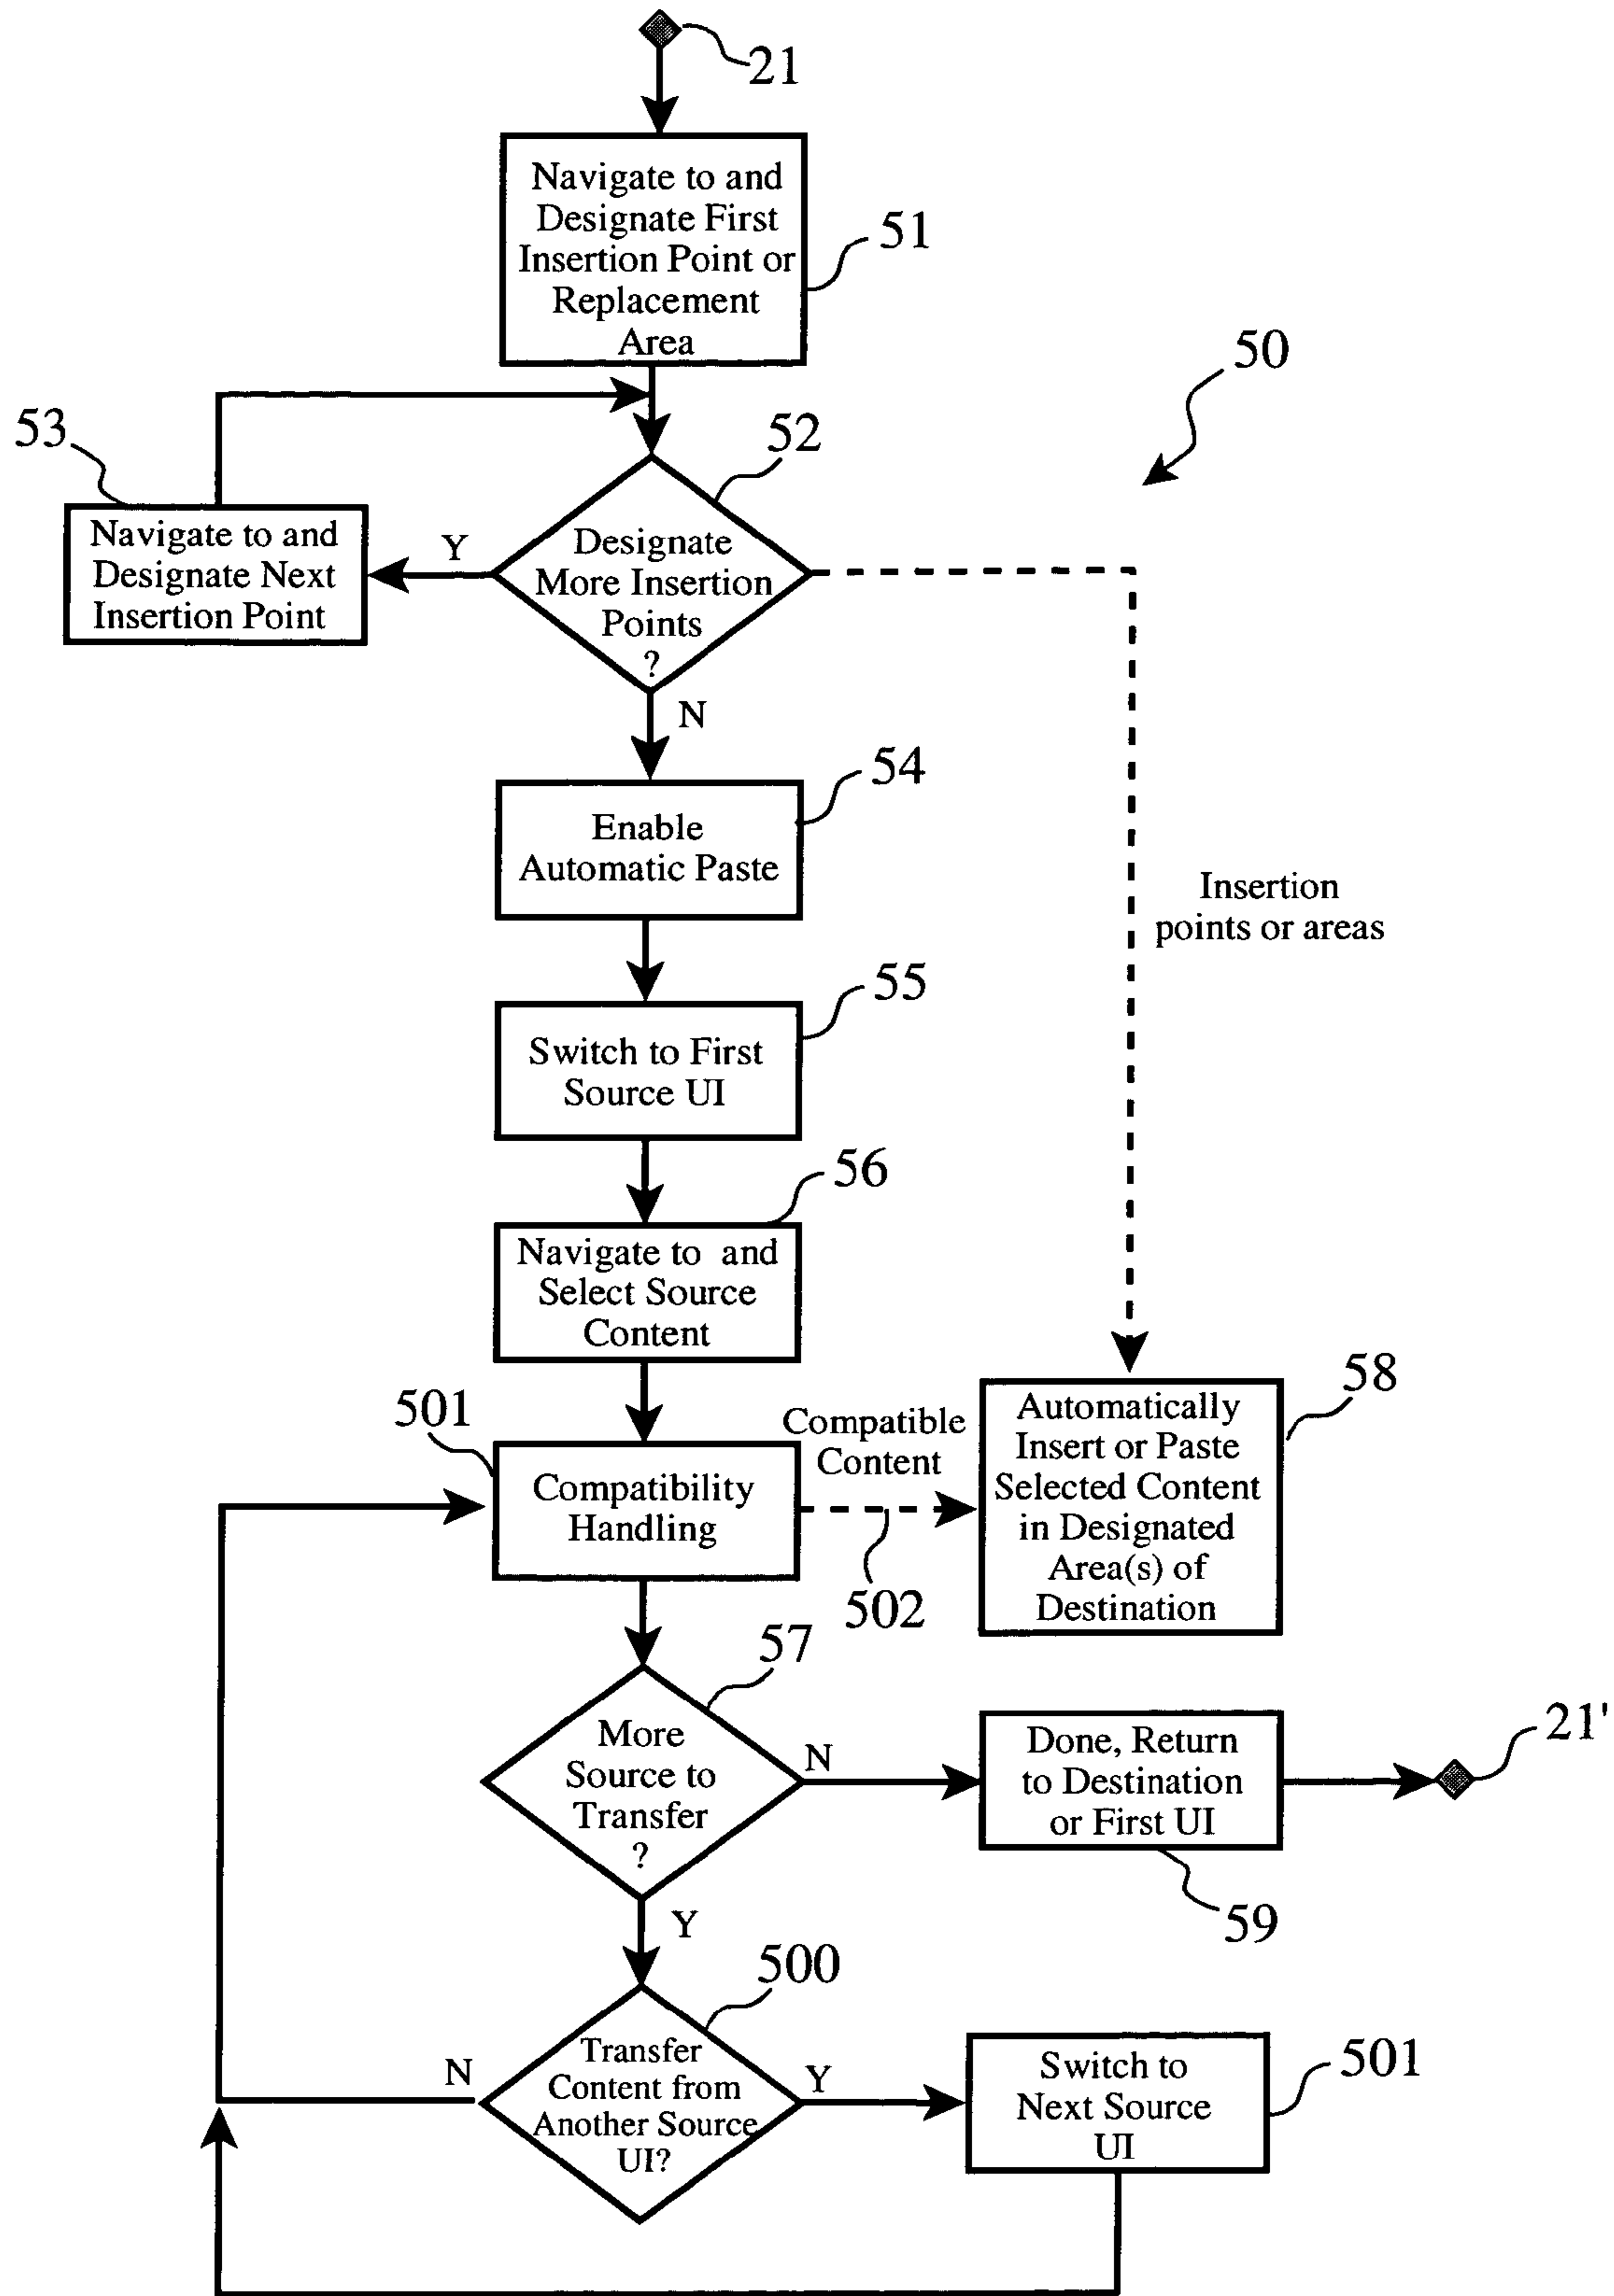 21
Navigate to and
Designate First
Insertion Point or
Replacement
Area
51
50
53
52
Navigate to and
Designate Next
Insertion Point
Y
Designate
More Insertion
Points
?
N
54
Enable
Automatic Paste
Insertion
points or areas
55
Switch to First
Source UI
56
Navigate to and
Select Source
Content
501
Compatibility
Handling
Compatible
Content
502
58
Automatically
Insert or Paste
Selected Content
in Designated
Area(s) of
Destination
57
More
Source to
Transfer
?
N
Done, Return
to Destination
or First UI
21'
59
Y
500
N
Transfer
Content from
Another Source
UI?
Y
Switch to
Next Source
UI
501